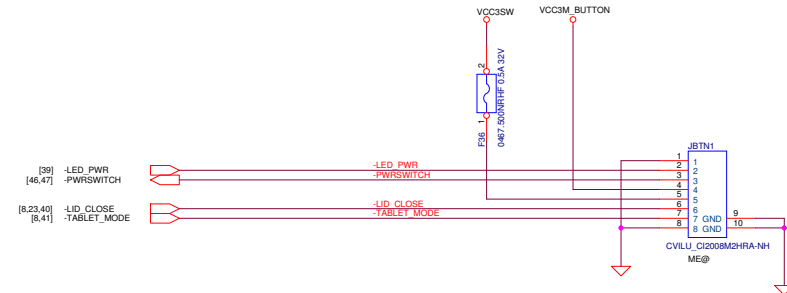 VCC3SW
VCC3M_BUTTON
2
1
F36
0467.500NRHF 0.5A 32V
JBTN1
[39] -LED_PWR
-LED_PWR
[46,47] -PWRSWITCH
-PWRSWITCH
[8,23,40] -LID_CLOSE
-LID_CLOSE
[8,41] -TABLET_MODE
-TABLET_MODE
1 1
2 2
3 3
4 4
5 5
6 6
7 7 GND 9
8 8 GND 10
CVILU_CI2008M2HRA-NH
ME@